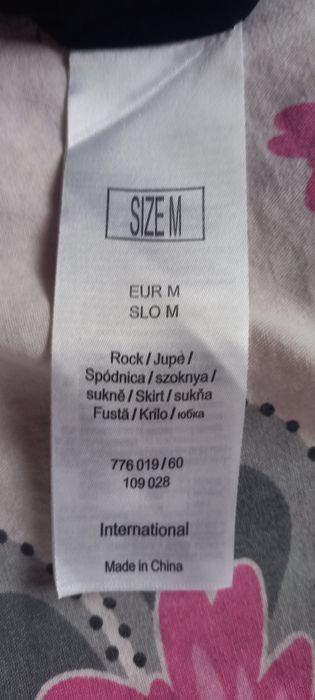 SIZE M
EUR M
SLO M
Rock / Jupe /
Spódnica / szoknya /
sukně / Skirt / sukňa
Fustă / Krilo / юбка
776 019 / 60
109 028
International
Made in China